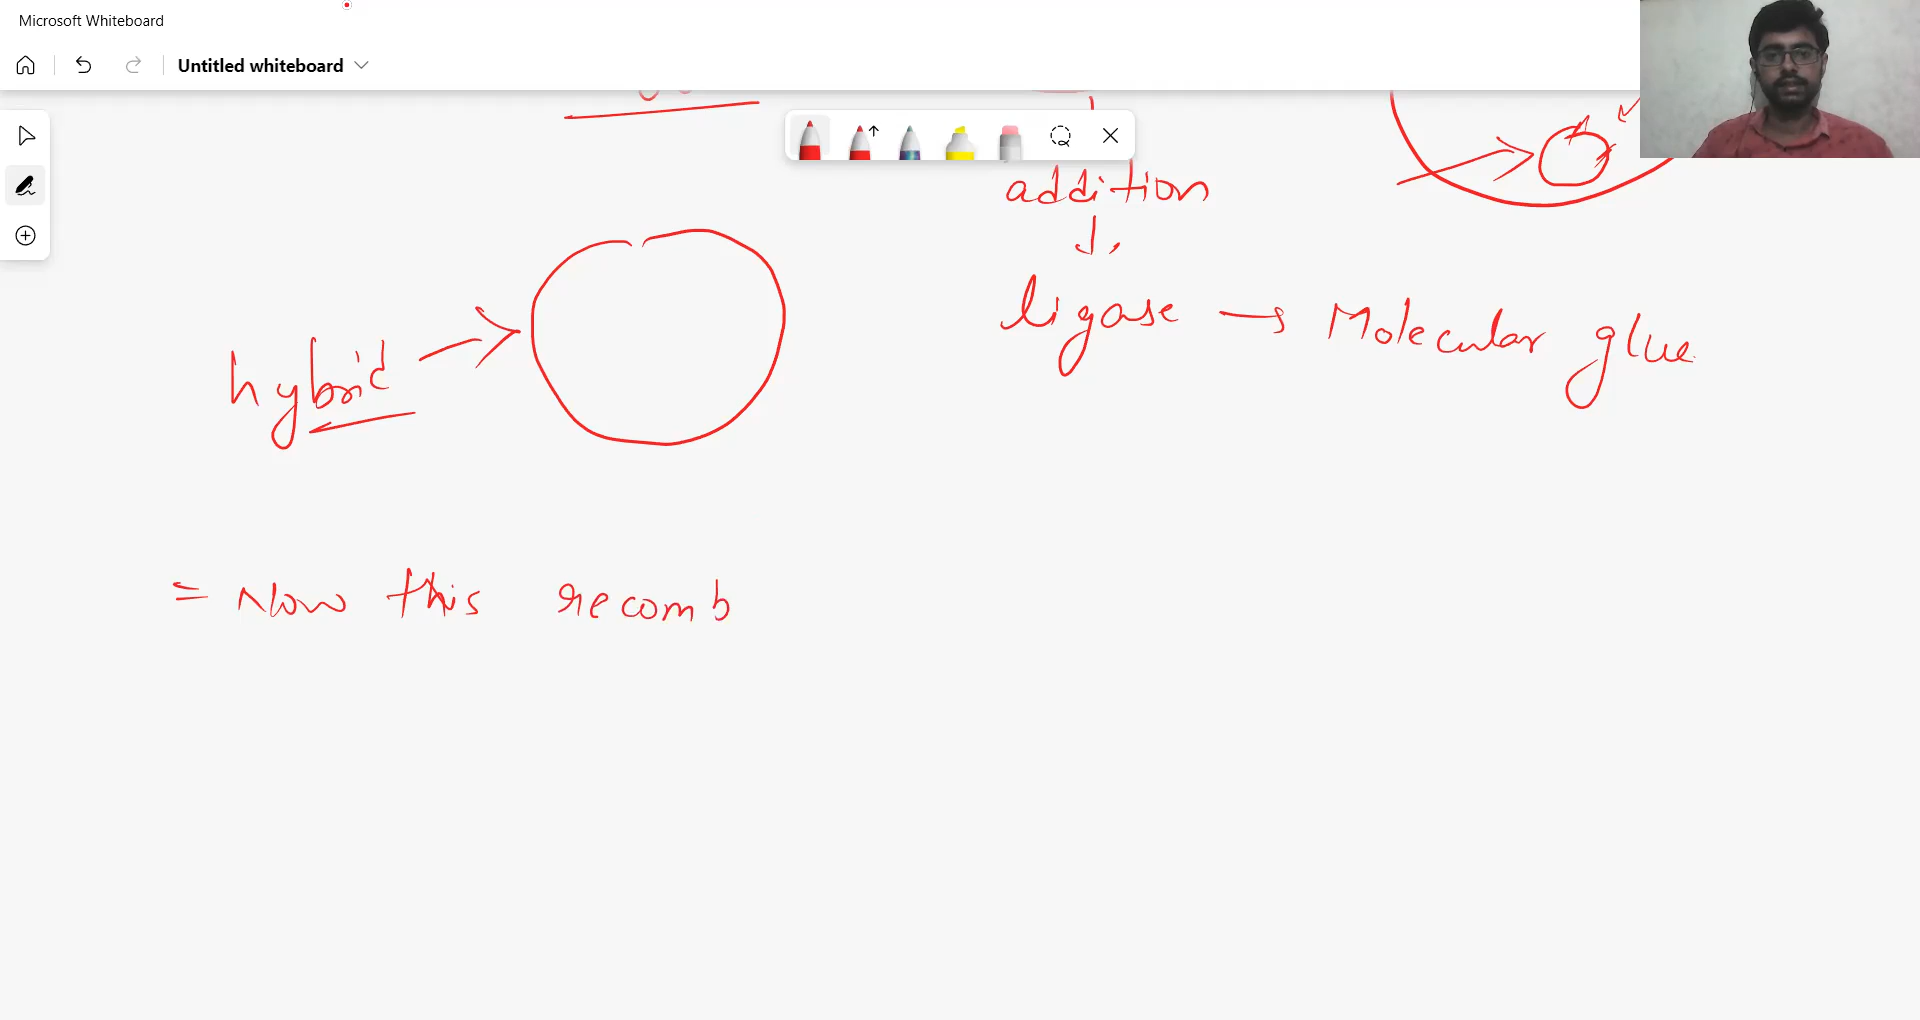 Microsoft Whiteboard
Untitled whiteboard
addition
ligase → Molecular glue
hybrid
= Now this recomb